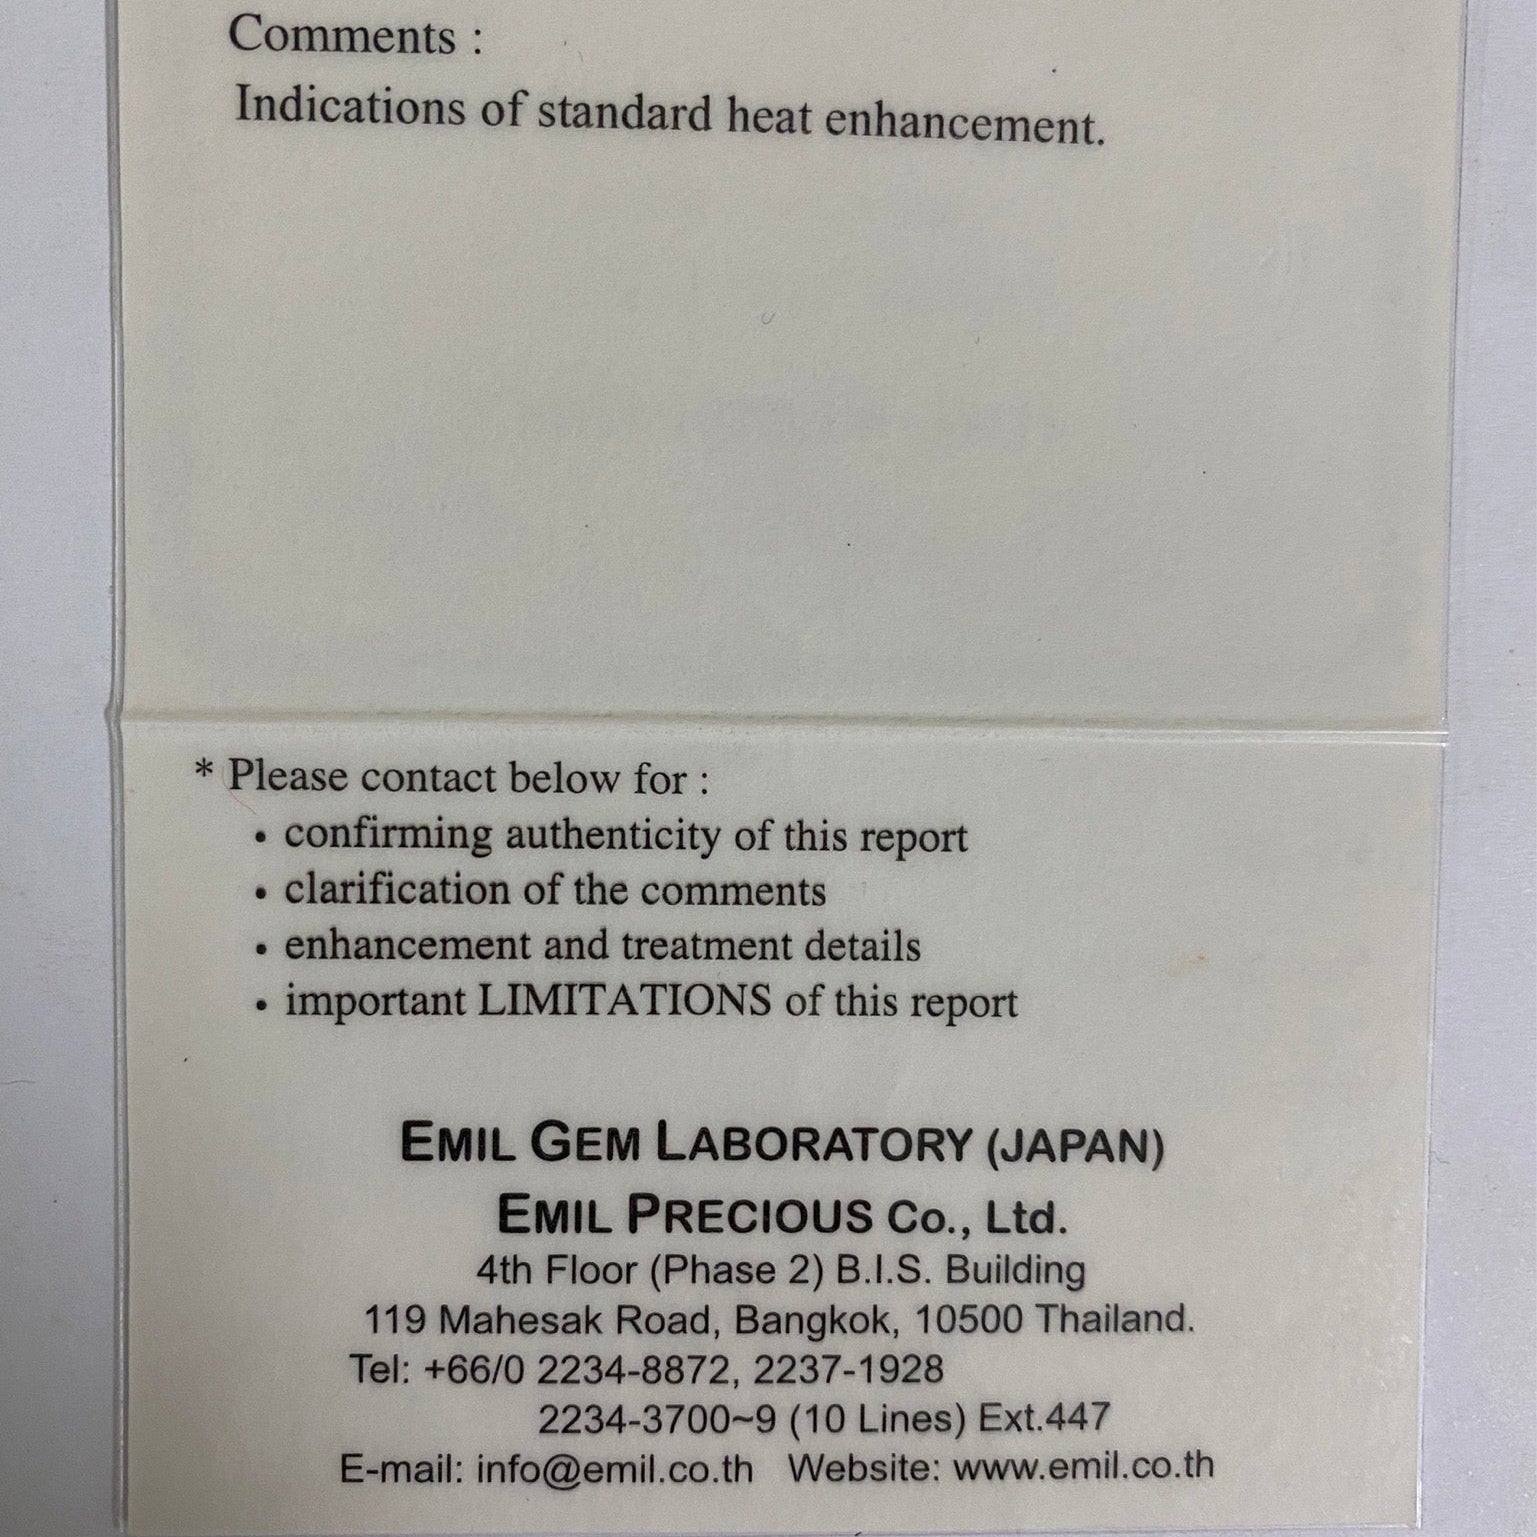 Comments :
Indications of standard heat enhancement.
* Please contact below for :
• confirming authenticity of this report
• clarification of the comments
• enhancement and treatment details
• important LIMITATIONS of this report
EMIL GEM LABORATORY (JAPAN)
EMIL PRECIOUS Co., Ltd.
4th Floor (Phase 2) B.I.S. Building
119 Mahesak Road, Bangkok, 10500 Thailand.
Tel: +66/0 2234-8872, 2237-1928
2234-3700~9 (10 Lines) Ext.447
E-mail: info@emil.co.th Website: www.emil.co.th